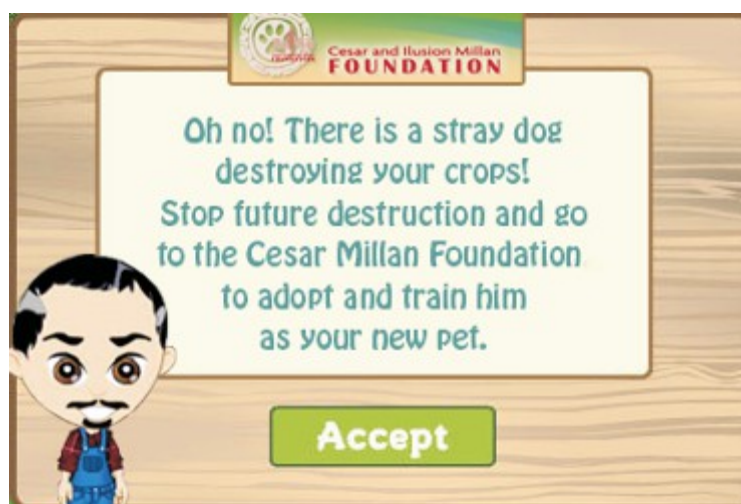 Cesar and Ilusion Millan
FOUNDATION
Oh no! There is a stray dog
destroying your crops!
Stop future destruction and go
to the Cesar Millan Foundation
to adopt and train him
as your new pet.
Accept